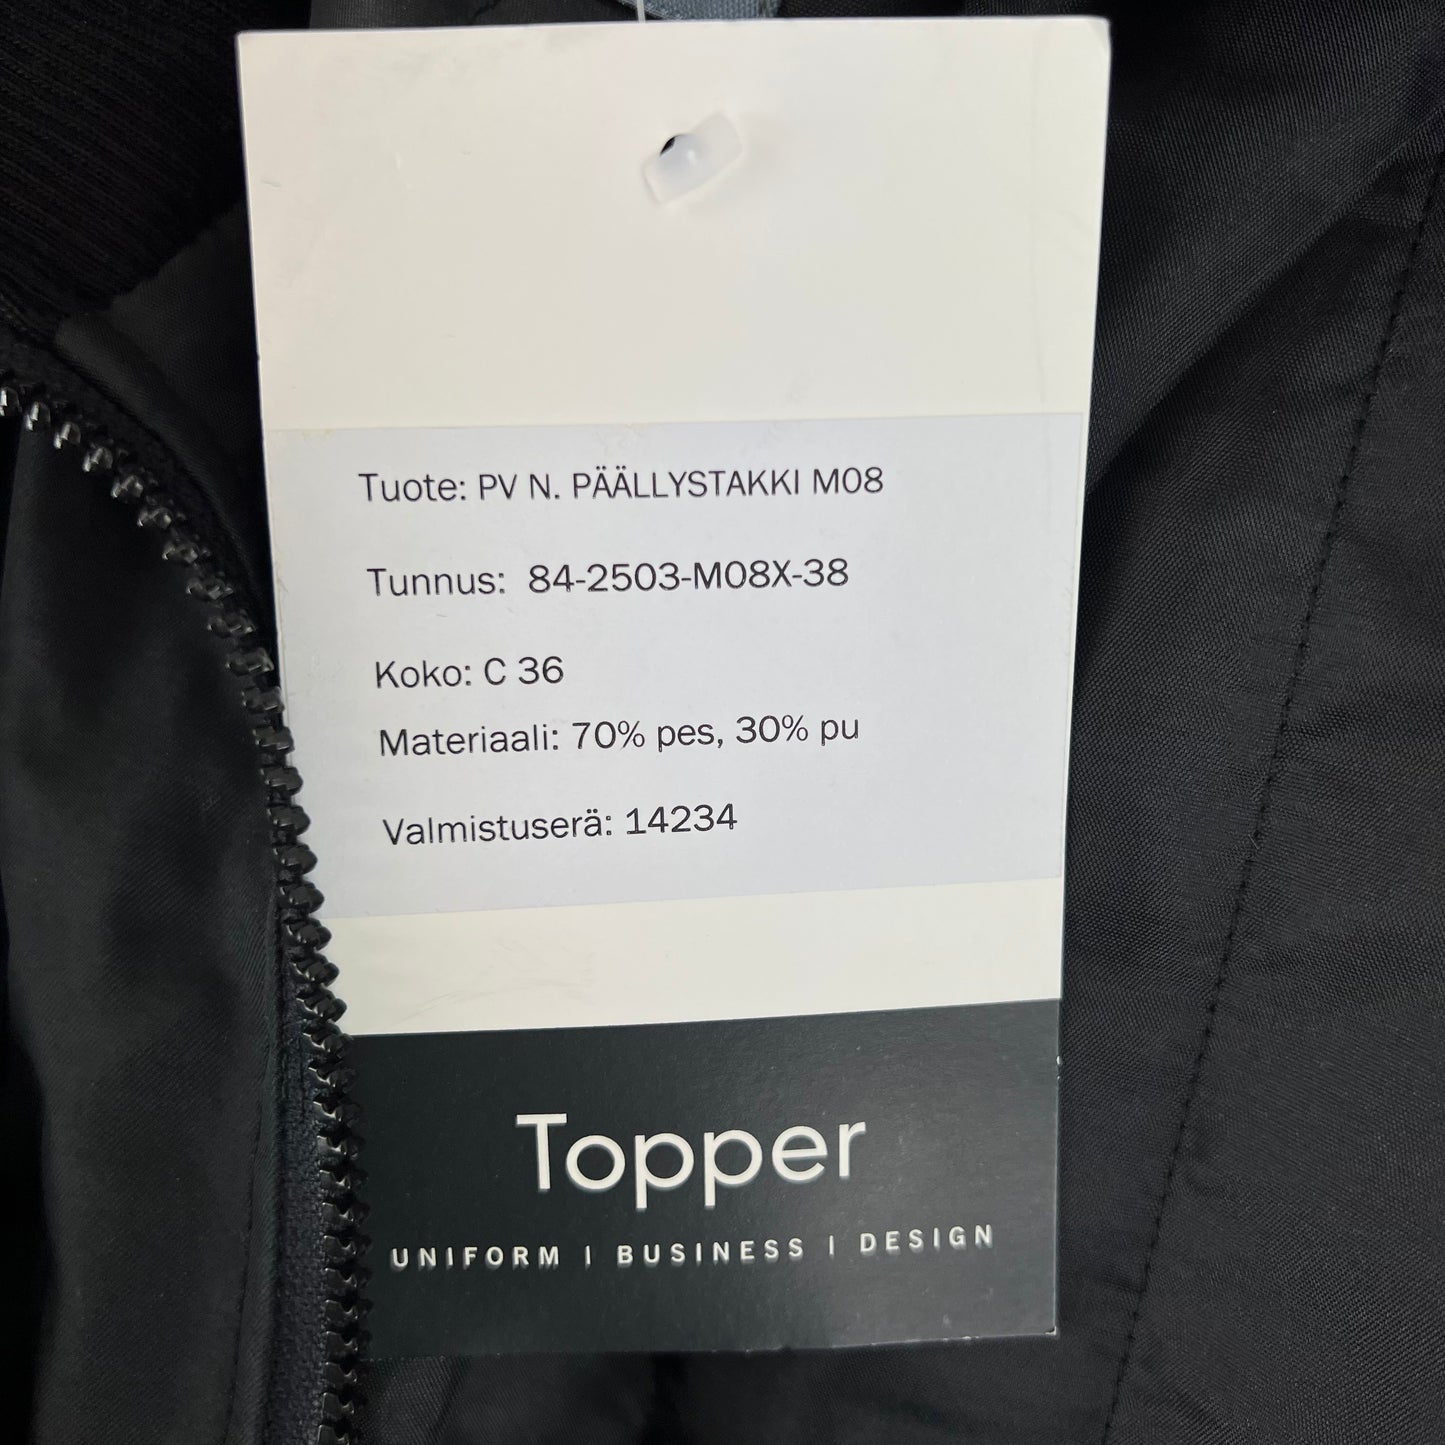 Tuote: PV N. PÄÄLLYSTAKKI M08
Tunnus: 84-2503-M08X-38
Koko: C 36
Materiaali: 70% pes, 30% pu
Valmistuserä: 14234
Topper
UNIFORM | BUSINESS | DESIGN